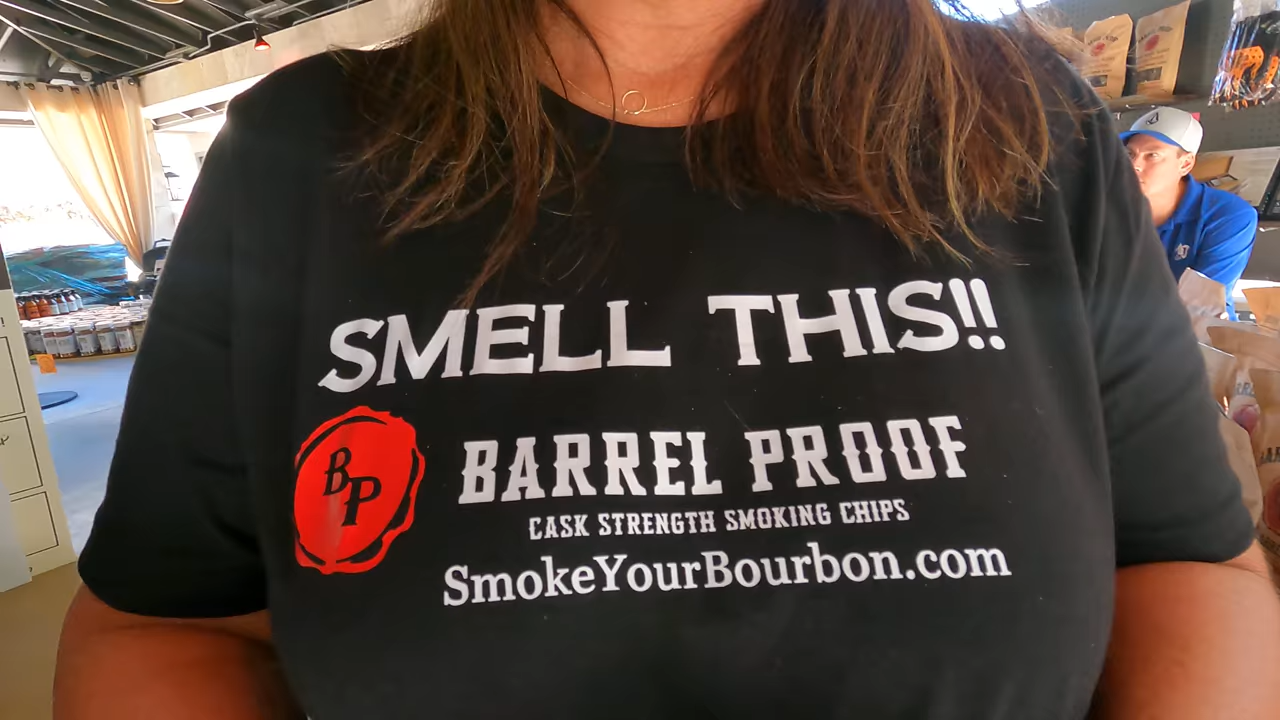 SMELL THIS!!
BP
BARREL PROOF
CASK STRENGTH SMOKING CHIPS
SmokeYourBourbon.com